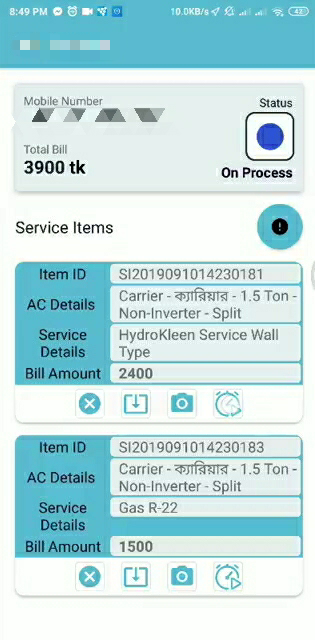 8:49 PM
10.0KB/s
42
Mobile Number
Status
Total Bill
3900 tk
On Process
Service Items
Item ID
SI2019091014230181
AC Details
Carrier - ক্যারিয়ার - 1.5 Ton -
Non-Inverter - Split
Service
Details
HydroKleen Service Wall
Type
Bill Amount
2400
Item ID
SI2019091014230183
AC Details
Carrier - ক্যারিয়ার - 1.5 Ton -
Non-Inverter - Split
Service
Details
Gas R-22
Bill Amount
1500